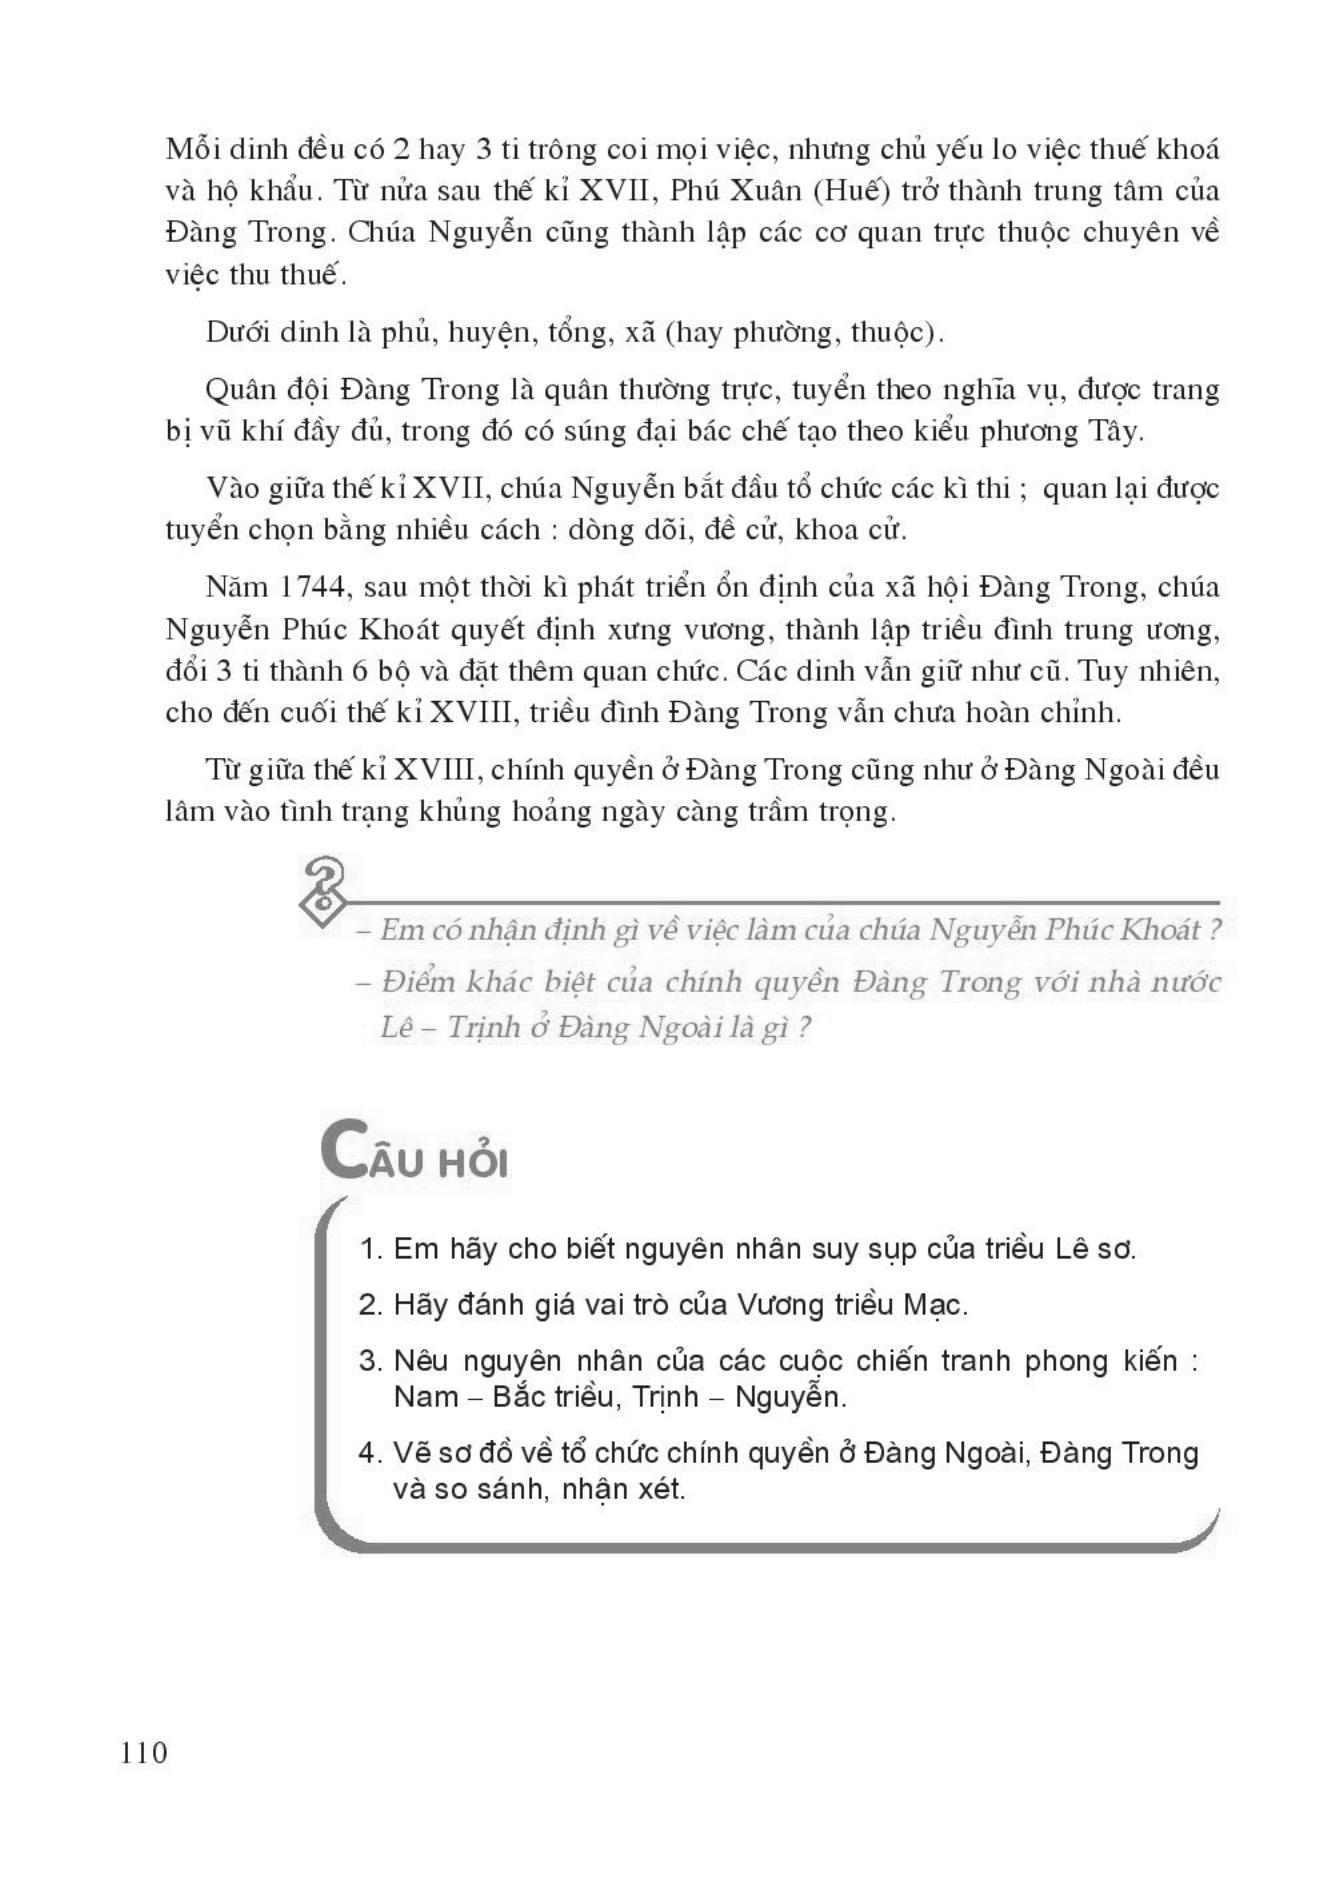 Mỗi dinh đều có 2 hay 3 ti trông coi mọi việc, nhưng chủ yếu lo việc thuế khoá
và hộ khẩu. Từ nửa sau thế kỉ XVII, Phú Xuân (Huế) trở thành trung tâm của
Đàng Trong. Chúa Nguyễn cũng thành lập các cơ quan trực thuộc chuyên về
việc thu thuế.
Dưới dinh là phủ, huyện, tổng, xã (hay phường, thuộc).
Quân đội Đàng Trong là quân thường trực, tuyển theo nghĩa vụ, được trang
bị vũ khí đầy đủ, trong đó có súng đại bác chế tạo theo kiểu phương Tây.
Vào giữa thế kỉ XVII, chúa Nguyễn bắt đầu tổ chức các kì thi ; quan lại được
tuyển chọn bằng nhiều cách : dòng dõi, đề cử, khoa cử.
Năm 1744, sau một thời kì phát triển ổn định của xã hội Đàng Trong, chúa
Nguyễn Phúc Khoát quyết định xưng vương, thành lập triều đình trung ương,
đổi 3 ti thành 6 bộ và đặt thêm quan chức. Các dinh vẫn giữ như cũ. Tuy nhiên,
cho đến cuối thế kỉ XVIII, triều đình Đàng Trong vẫn chưa hoàn chỉnh.
Từ giữa thế kỉ XVIII, chính quyền ở Đàng Trong cũng như ở Đàng Ngoài đều
lâm vào tình trạng khủng hoảng ngày càng trầm trọng.
?
– Em có nhận định gì về việc làm của chúa Nguyễn Phúc Khoát ?
– Điểm khác biệt của chính quyền Đàng Trong với nhà nước
Lê – Trịnh ở Đàng Ngoài là gì ?
CÂU HỎI
1. Em hãy cho biết nguyên nhân suy sụp của triều Lê sơ.
2. Hãy đánh giá vai trò của Vương triều Mạc.
3. Nêu nguyên nhân của các cuộc chiến tranh phong kiến :
Nam – Bắc triều, Trịnh – Nguyễn.
4. Vẽ sơ đồ về tổ chức chính quyền ở Đàng Ngoài, Đàng Trong
và so sánh, nhận xét.
110